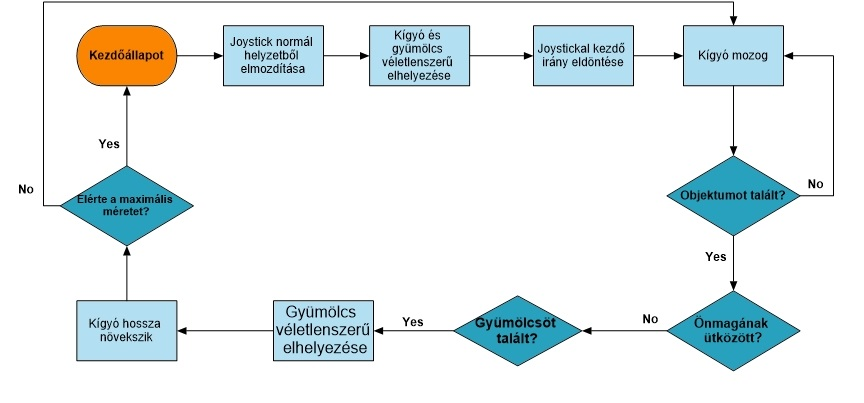 Kezdőállapot
Joystick normál
helyzetből
elmozdítása
Kígyó és
gyümölcs
véletlenszerű
elhelyezése
Joystickal kezdő
irány eldöntése
Kígyó mozog
Yes
No
Elérte a maximális
méretet?
Objektumot talált?
No
Yes
Kígyó hossza
növekszik
Gyümölcs
véletlenszerű
elhelyezése
Yes
Gyümölcsöt
talált?
No
Önmagának
ütközött?